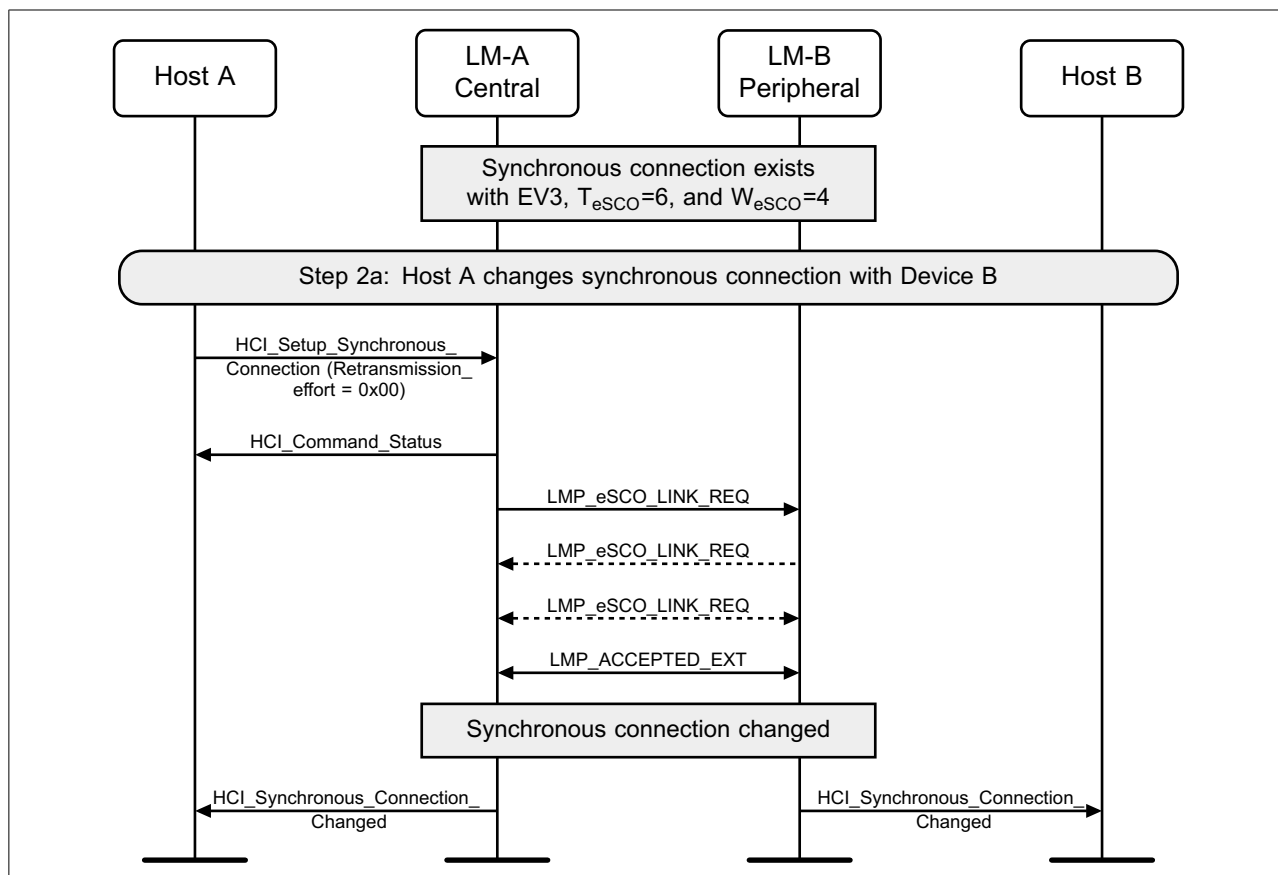 Host A
LM-A
Central
LM-B
Peripheral
Host B
Synchronous connection exists
with EV3, TeSCO=6, and WeSCO=4
Step 2a: Host A changes synchronous connection with Device B
HCI_Setup_Synchronous_
Connection (Retransmission_
effort = 0x00)
HCI_Command_Status
LMP_eSCO_LINK_REQ
LMP_eSCO_LINK_REQ
LMP_eSCO_LINK_REQ
LMP_ACCEPTED_EXT
Synchronous connection changed
HCI_Synchronous_Connection_
Changed
HCI_Synchronous_Connection_
Changed